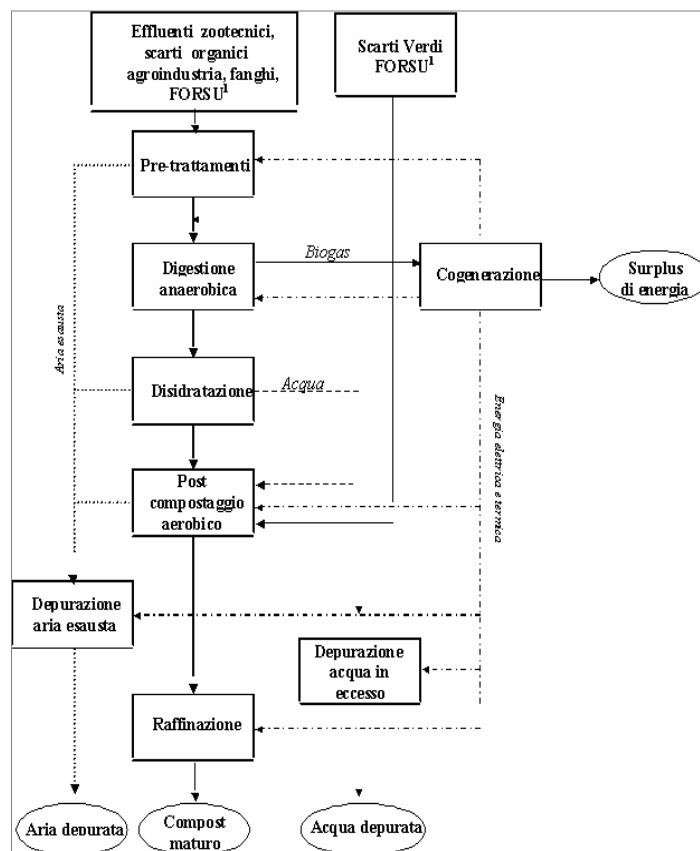 Effluenti zootecnici,
scarti organici
agroindustria, fanghi,
FORSU1
Scarti Verdi
FORSU1
Pre-trattamenti
Biogas
Digestione
anaerobica
Cogenerazione
Surplus
di energia
Aria esausta
Disidratazione
Acqua
Energia elettrica e termica
Post
compostaggio
aerobico
Depurazione
aria esausta
Depurazione
acqua in
eccesso
Raffinazione
Aria depurata
Compost
maturo
Acqua depurata